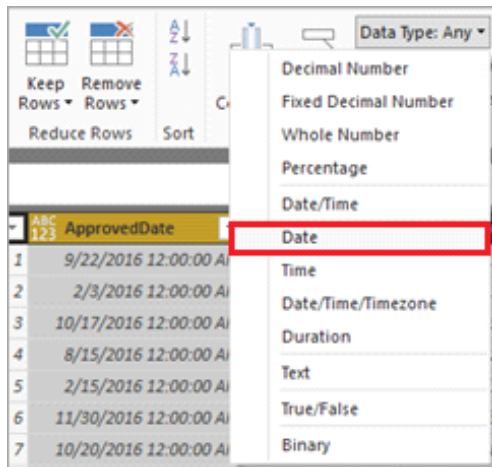 Data Type: Any
Keep Rows
Remove Rows
Reduce Rows
Sort
Decimal Number
Fixed Decimal Number
Whole Number
Percentage
Date/Time
Date
Time
Date/Time/Timezone
Duration
Text
True/False
Binary
ABC
123
ApprovedDate
1 9/22/2016 12:00:00 A
2 2/3/2016 12:00:00 A
3 10/17/2016 12:00:00 A
4 8/15/2016 12:00:00 A
5 2/15/2016 12:00:00 A
6 11/30/2016 12:00:00 A
7 10/20/2016 12:00:00 A